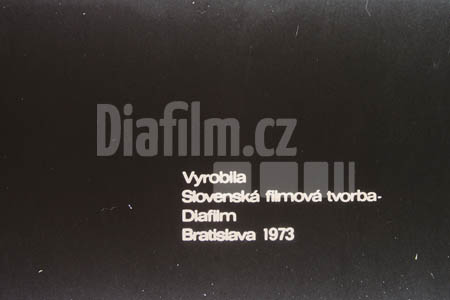 Diafilm.cz
Vyrobila
Slovenská filmová tvorba-
Diafilm
Bratislava 1973